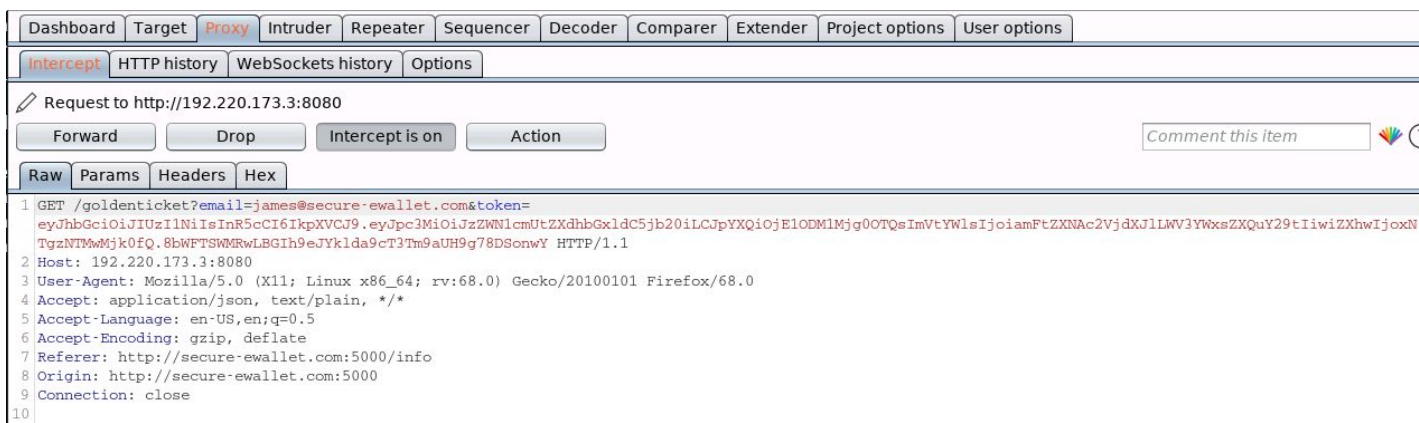 Dashboard Target Proxy Intruder Repeater Sequencer Decoder Comparer Extender Project options User options
Intercept HTTP history WebSockets history Options
Request to http://192.220.173.3:8080
Forward Drop Intercept is on Action Comment this item
Raw Params Headers Hex
1 GET /goldenticket?email=james@secure-ewallet.com&token=
eyJhbGciOiJIUzI1NiIsInR5cCI6IkpXVCJ9.eyJpc3MiOiJzZWN1cmUtZXdhbGxldC5jb20iLCJpYXQiOjE1ODM1Mjg0OTQsImVtYWlsIjoiamFtZXNAc2VjdXJlLWV3YWxsZXQuY29tIiwiZXhwIjoxN
TgzNTMwMjk0fQ.8bWFTSWMRwLBGIh9eJYklda9cT3Tm9aUH9g78DSonwY HTTP/1.1
2 Host: 192.220.173.3:8080
3 User-Agent: Mozilla/5.0 (X11; Linux x86_64; rv:68.0) Gecko/20100101 Firefox/68.0
4 Accept: application/json, text/plain, */*
5 Accept-Language: en-US,en;q=0.5
6 Accept-Encoding: gzip, deflate
7 Referer: http://secure-ewallet.com:5000/info
8 Origin: http://secure-ewallet.com:5000
9 Connection: close
10